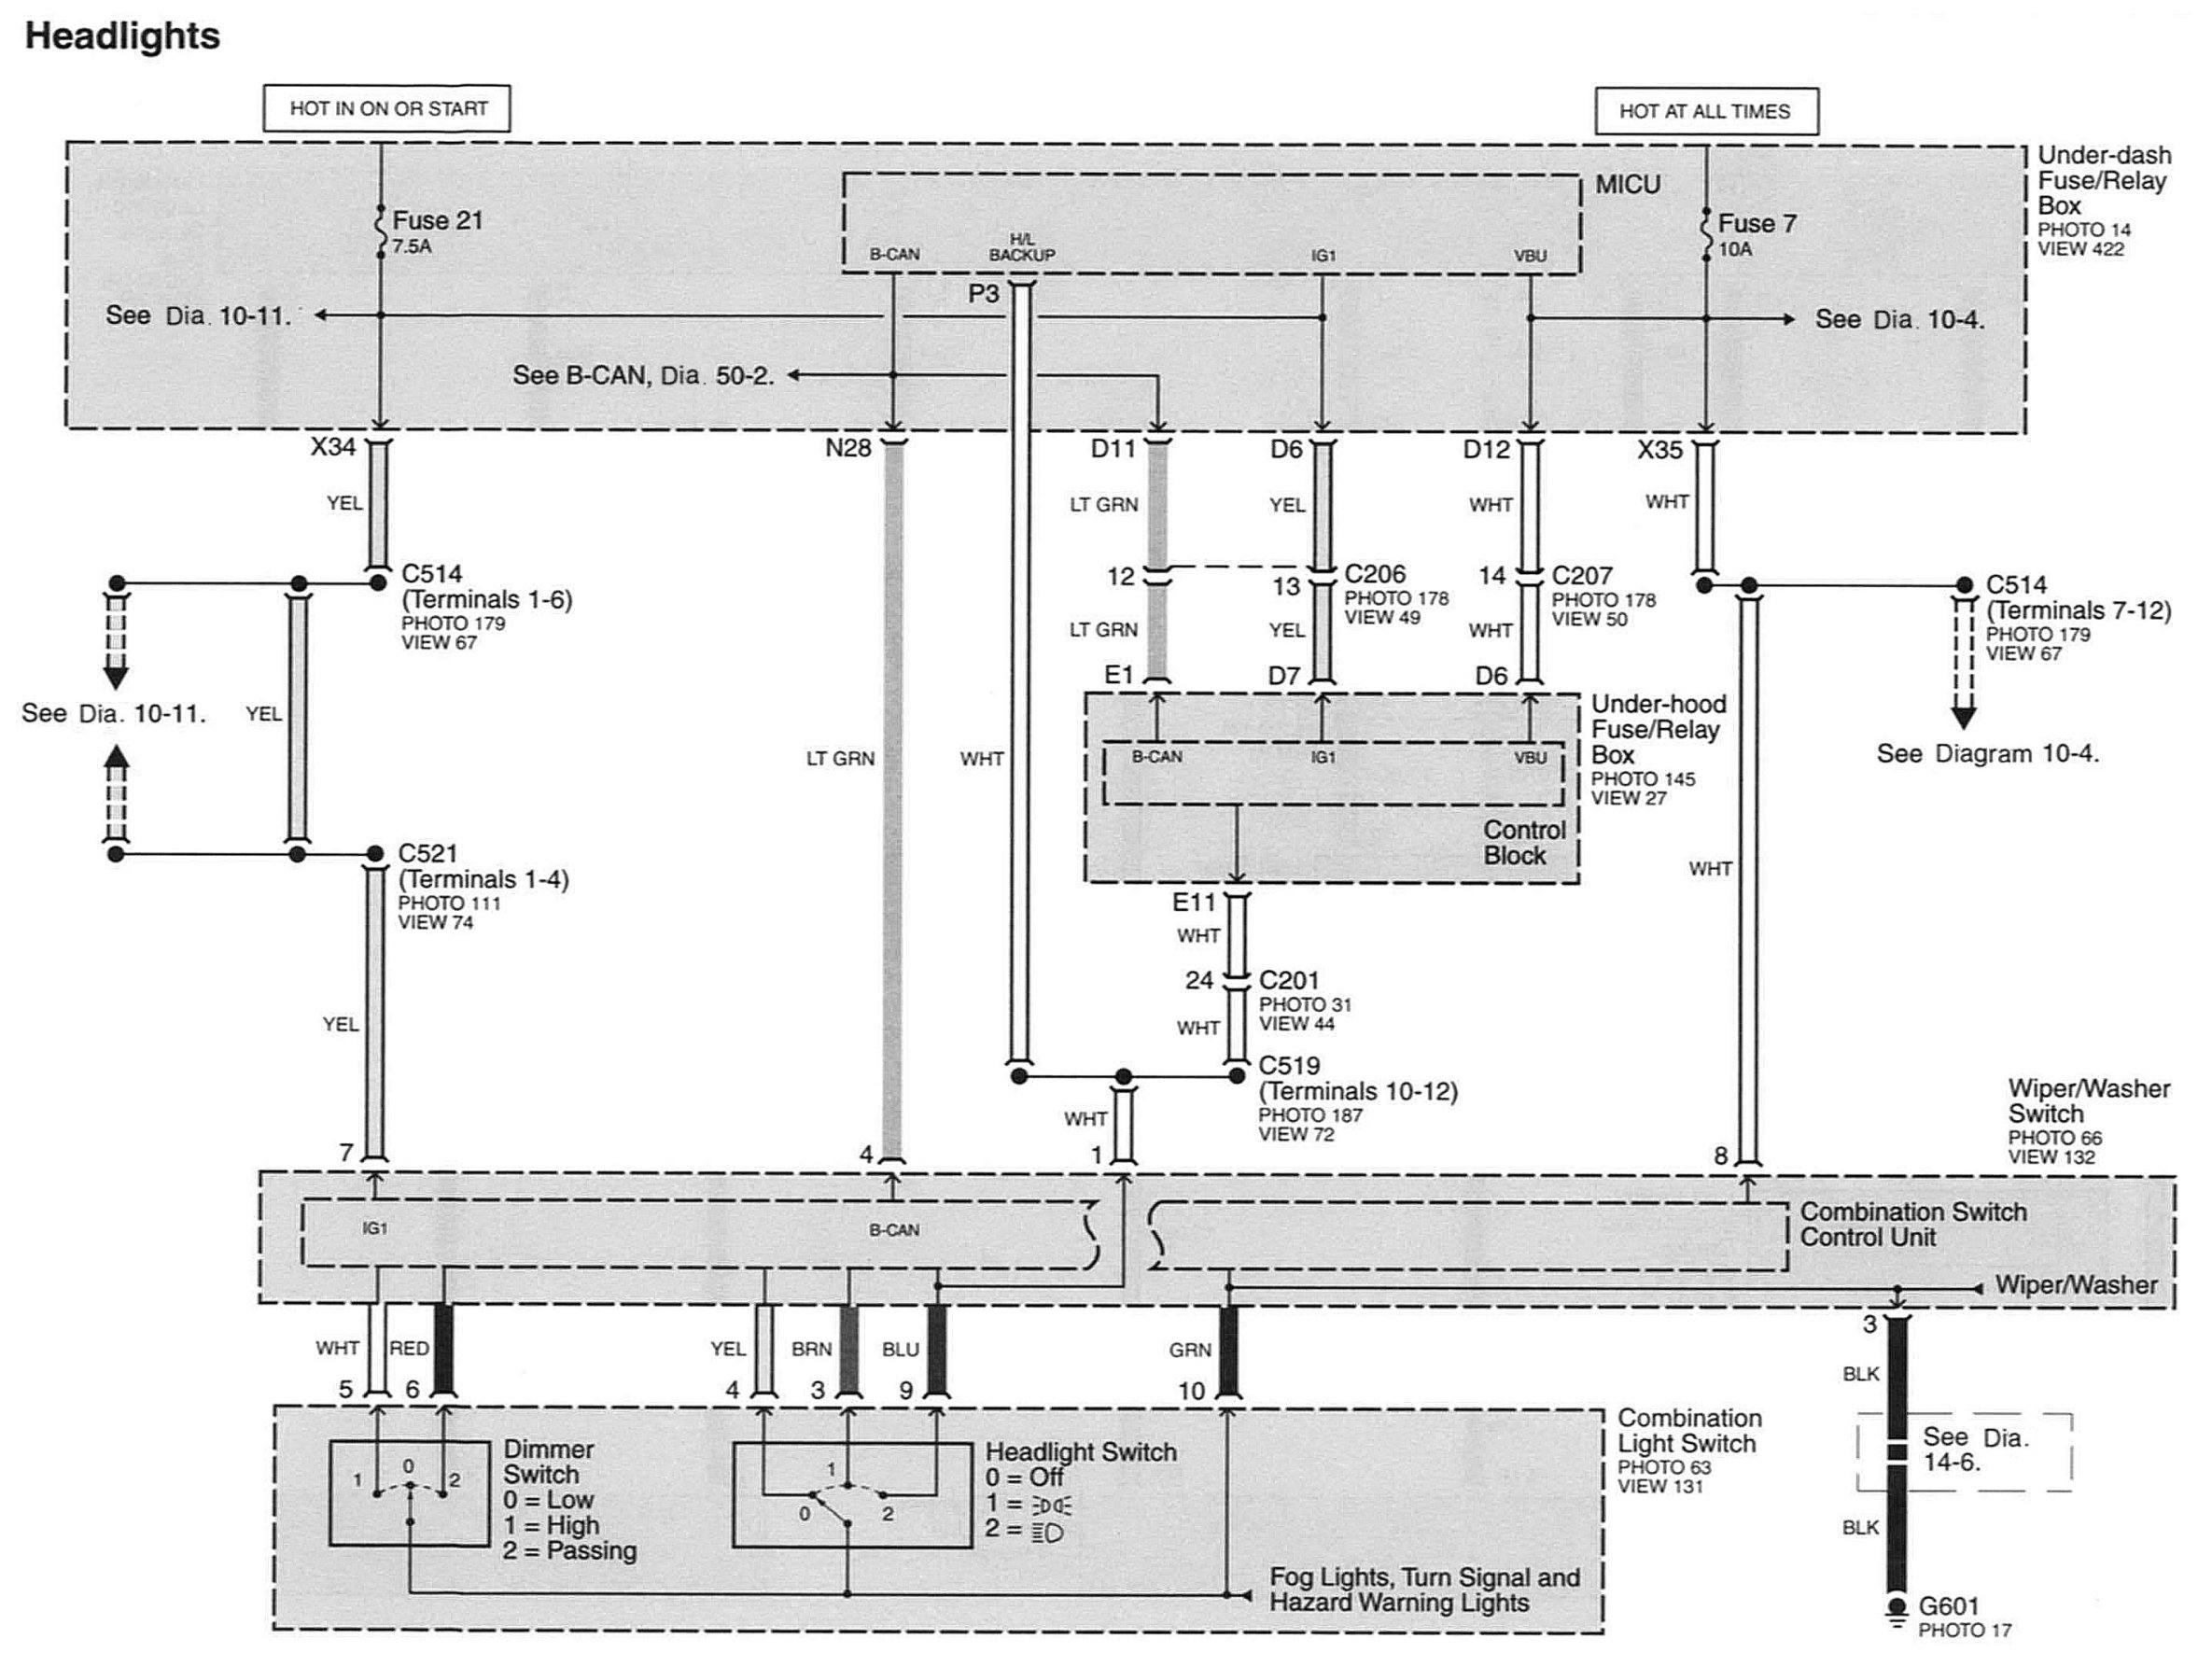 Headlights
HOT IN ON OR START
HOT AT ALL TIMES
Under-dash
Fuse/Relay
Box
PHOTO 14
VIEW 422
MICU
Fuse 21
7.5A
Fuse 7
10A
B-CAN
H/L
BACKUP
IG1
VBU
P3
See Dia. 10-11.
See Dia. 10-4.
See B-CAN, Dia. 50-2.
X34
N28
D11
D6
D12
X35
YEL
LT GRN
YEL
WHT
WHT
C514
(Terminals 1-6)
PHOTO 179
VIEW 67
12
13
C206
PHOTO 178
VIEW 49
14
C207
PHOTO 178
VIEW 50
C514
(Terminals 7-12)
PHOTO 179
VIEW 67
LT GRN
YEL
WHT
E1
D7
D6
See Dia. 10-11.
YEL
LT GRN
WHT
Under-hood
Fuse/Relay
Box
PHOTO 145
VIEW 27
B-CAN
IG1
VBU
Control
Block
See Diagram 10-4.
WHT
C521
(Terminals 1-4)
PHOTO 111
VIEW 74
E11
WHT
24
C201
PHOTO 31
VIEW 44
WHT
YEL
C519
(Terminals 10-12)
PHOTO 187
VIEW 72
WHT
Wiper/Washer
Switch
PHOTO 66
VIEW 132
7
4
1
8
IG1
B-CAN
Combination Switch
Control Unit
Wiper/Washer
WHT
RED
YEL
BRN
BLU
GRN
3
BLK
5
6
4
3
9
10
Combination
Light Switch
PHOTO 63
VIEW 131
1
0
2
Dimmer
Switch
0 = Low
1 = High
2 = Passing
1
0
2
Headlight Switch
0 = Off
1 =
2 =
See Dia.
14-6.
BLK
Fog Lights, Turn Signal and
Hazard Warning Lights
G601
PHOTO 17